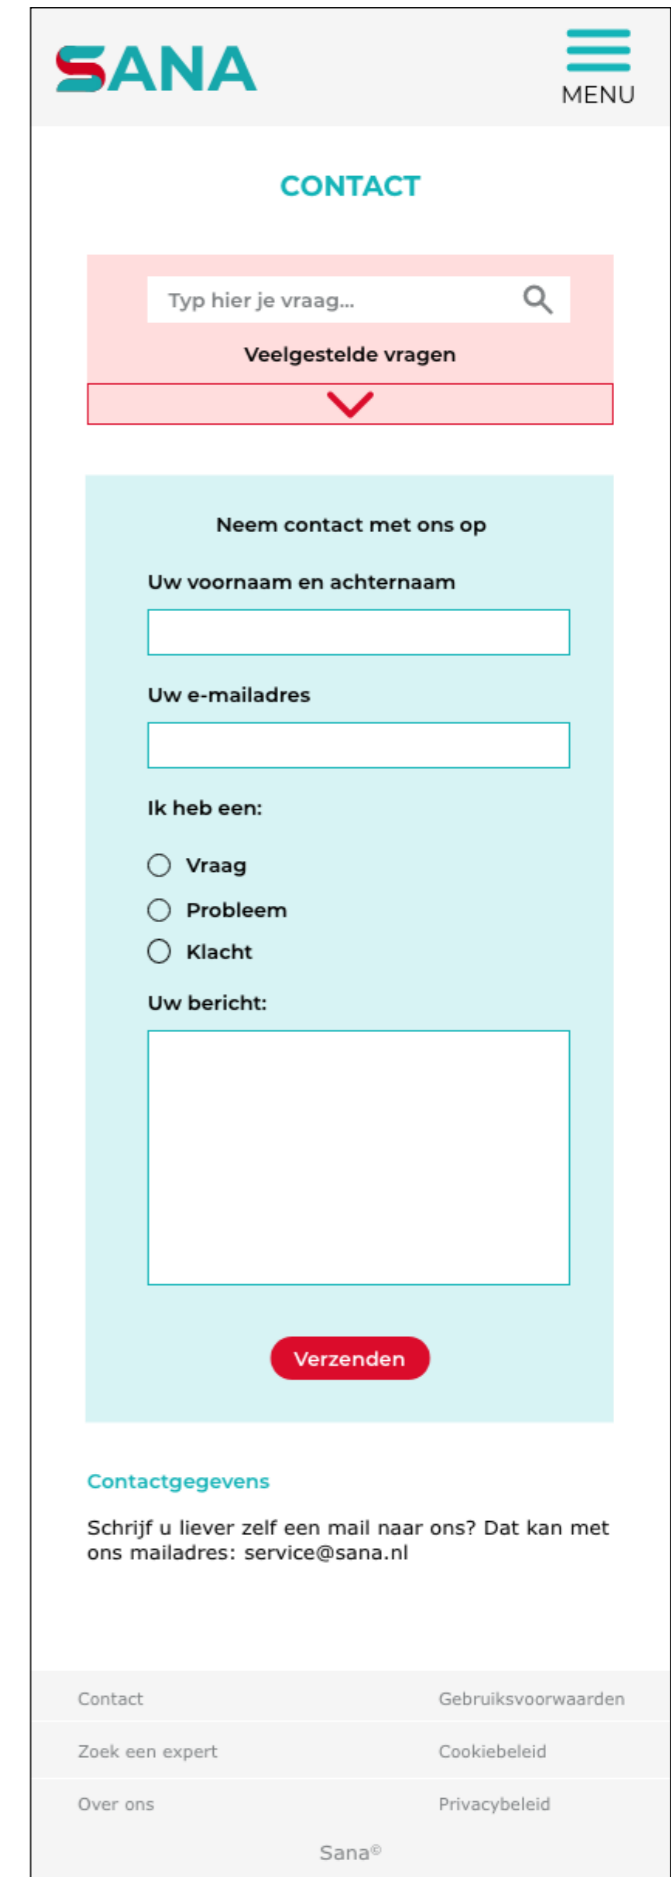 SANA
MENU
CONTACT
Typ hier je vraag...
Veelgestelde vragen
Neem contact met ons op
Uw voornaam en achternaam
Uw e-mailadres
Ik heb een:
Vraag
Probleem
Klacht
Uw bericht:
Verzenden
Contactgegevens
Schrijf u liever zelf een mail naar ons? Dat kan met
ons mailadres: service@sana.nl
Contact
Gebruiksvoorwaarden
Zoek een expert
Cookiebeleid
Over ons
Privacybeleid
Sana©